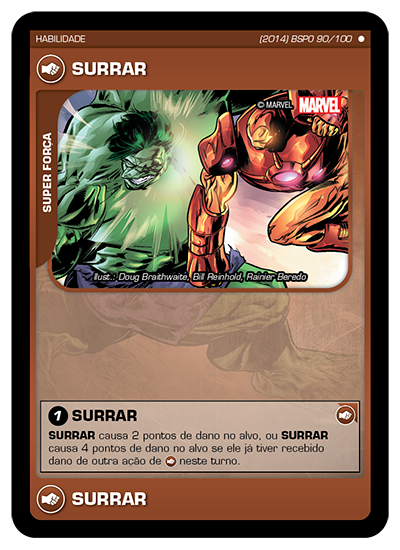 HABILIDADE
(2014) BSP0 90/100
SURRAR
© MARVEL MARVEL
SUPER FORÇA
Ilust.: Doug Braithwaite, Bill Reinhold, Rainier Beredo
1 SURRAR
SURRAR causa 2 pontos de dano no alvo, ou SURRAR
causa 4 pontos de dano no alvo se ele já tiver recebido
dano de outra ação de neste turno.
SURRAR